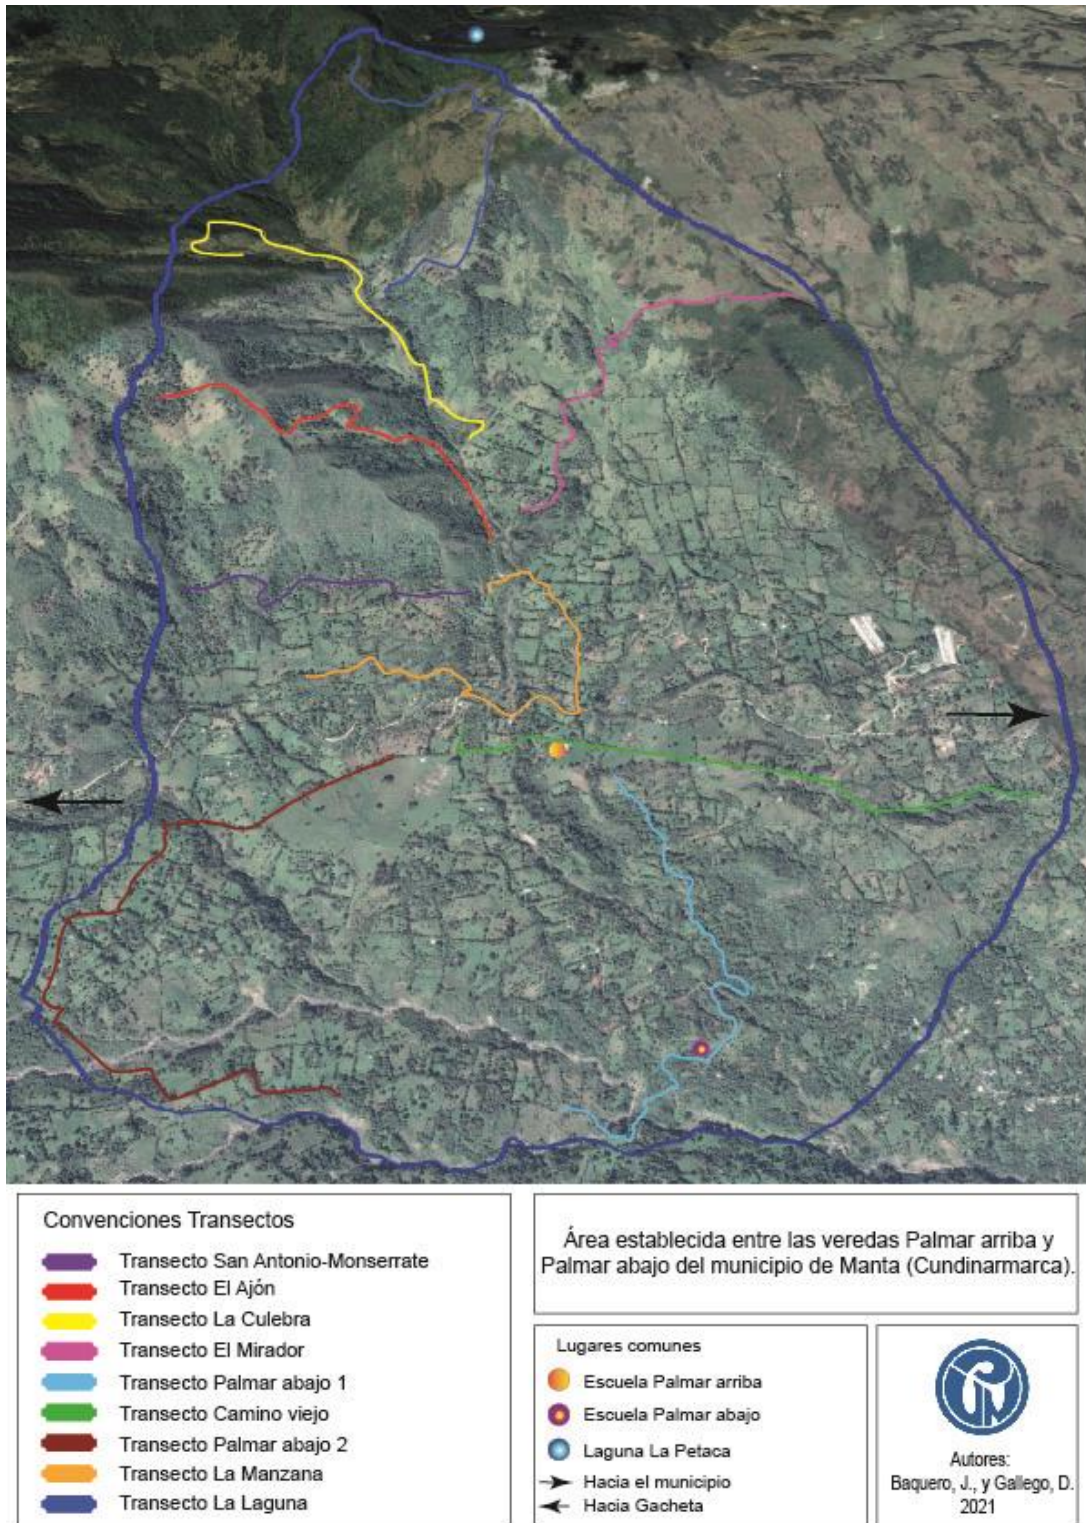 Convenciones Transectos
Transecto San Antonio-Monserrate
Transecto El Ajón
Transecto La Culebra
Transecto El Mirador
Transecto Palmar abajo 1
Transecto Camino viejo
Transecto Palmar abajo 2
Transecto La Manzana
Transecto La Laguna
Área establecida entre las veredas Palmar arriba y
Palmar abajo del municipio de Manta (Cundinarmarca).
Lugares comunes
Escuela Palmar arriba
Escuela Palmar abajo
Laguna La Petaca
Hacia el municipio
Hacia Gacheta
Autores:
Baquero, J., y Gallego, D.
2021